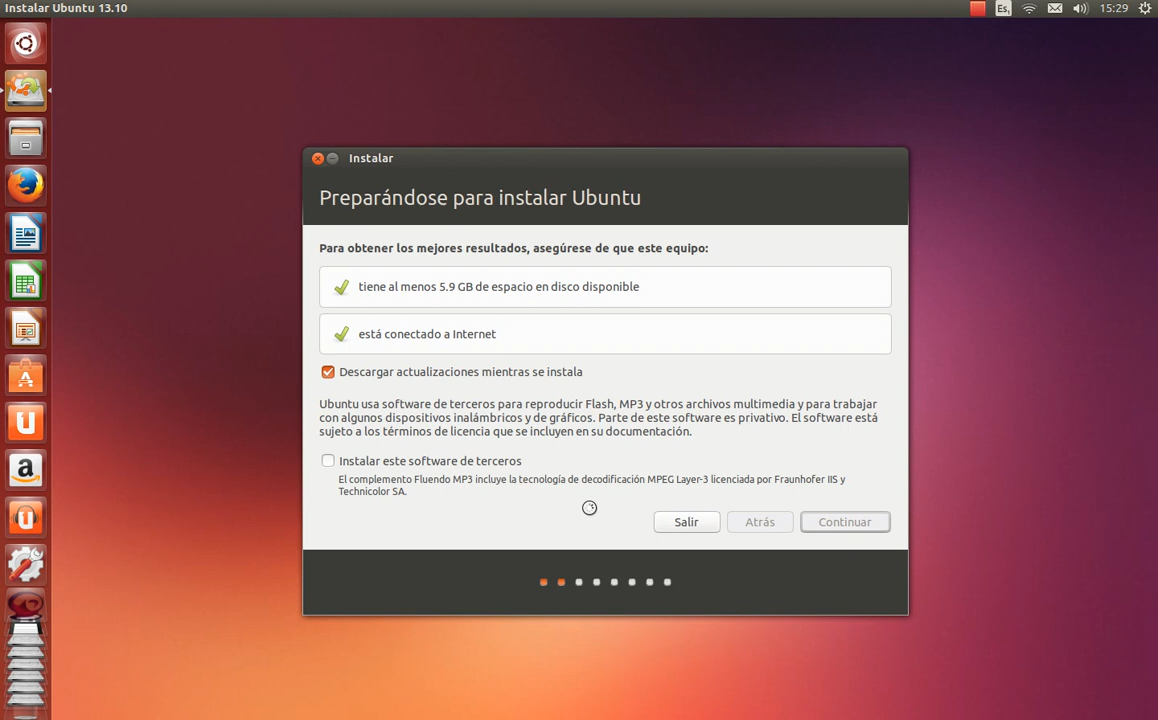 Instalar Ubuntu 13.10
Es1
15:29
Instalar
Preparándose para instalar Ubuntu
Para obtener los mejores resultados, asegúrese de que este equipo:
tiene al menos 5.9 GB de espacio en disco disponible
está conectado a Internet
Descargar actualizaciones mientras se instala
Ubuntu usa software de terceros para reproducir Flash, MP3 y otros archivos multimedia y para trabajar
con algunos dispositivos inalámbricos y de gráficos. Parte de este software es privativo. El software está
sujeto a los términos de licencia que se incluyen en su documentación.
Instalar este software de terceros
El complemento Fluendo MP3 incluye la tecnología de decodificación MPEG Layer-3 licenciada por Fraunhofer IIS y
Technicolor SA.
Salir
Atrás
Continuar